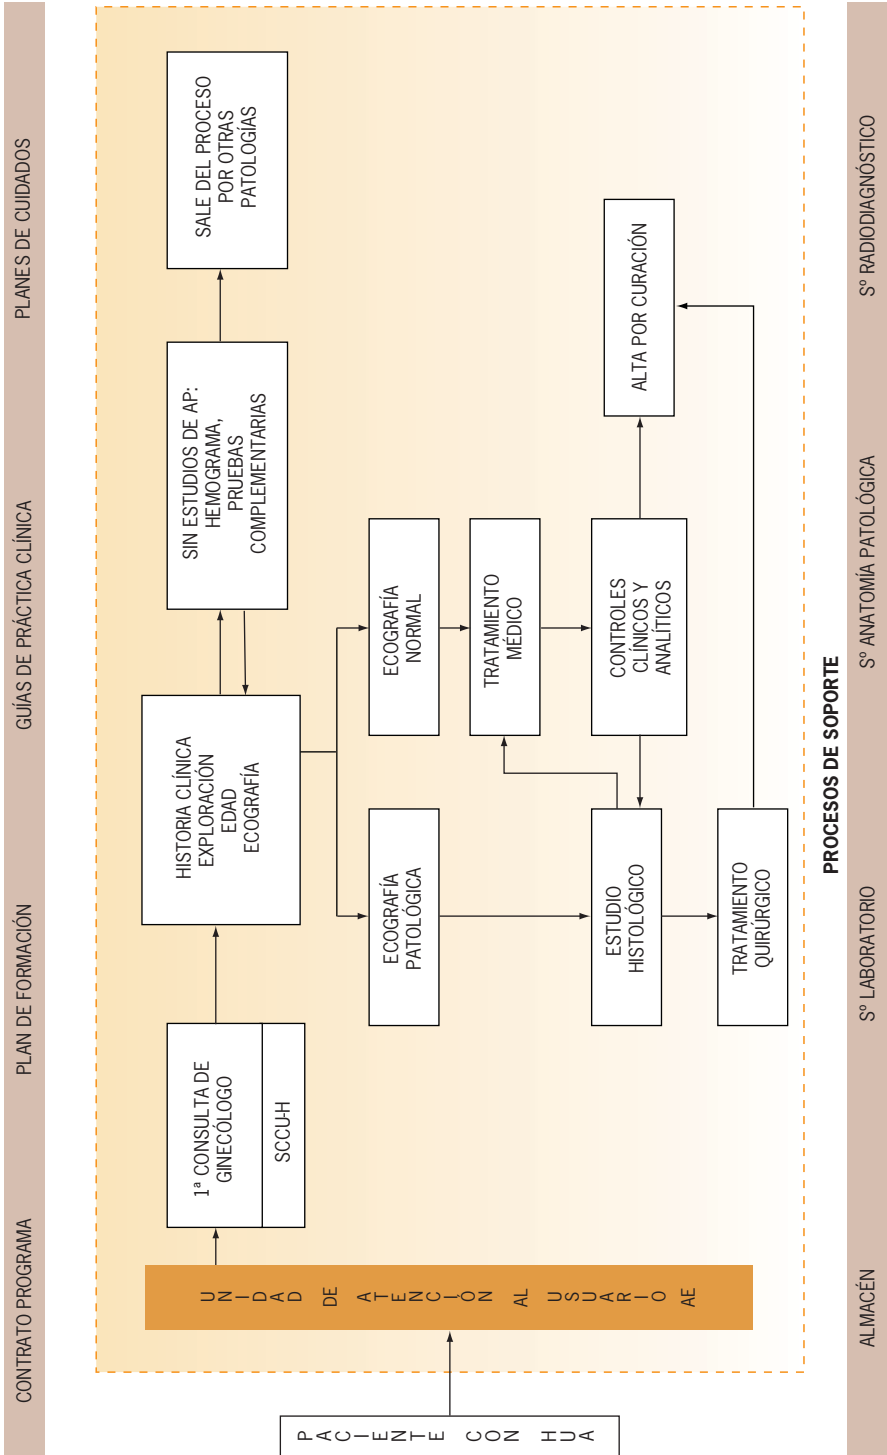 CONTRATO PROGRAMA
PLAN DE FORMACIÓN
GUÍAS DE PRÁCTICA CLÍNICA
PLANES DE CUIDADOS
PACIENTE CON HUA
UNIDAD DE ATENCIÓN AL USUARIO AE
1ª CONSULTA DE
GINECÓLOGO
SCCU-H
HISTORIA CLÍNICA
EXPLORACIÓN
EDAD
ECOGRAFÍA
SIN ESTUDIOS DE AP:
HEMOGRAMA,
PRUEBAS
COMPLEMENTARIAS
SALE DEL PROCESO
POR OTRAS
PATOLOGÍAS
ECOGRAFÍA
PATOLÓGICA
ECOGRAFÍA
NORMAL
TRATAMIENTO
MÉDICO
ESTUDIO
HISTOLÓGICO
CONTROLES
CLÍNICOS Y
ANALÍTICOS
ALTA POR CURACIÓN
TRATAMIENTO
QUIRÚRGICO
PROCESOS DE SOPORTE
ALMACÉN
Sº LABORATORIO
Sº ANATOMÍA PATOLÓGICA
Sº RADIODIAGNÓSTICO